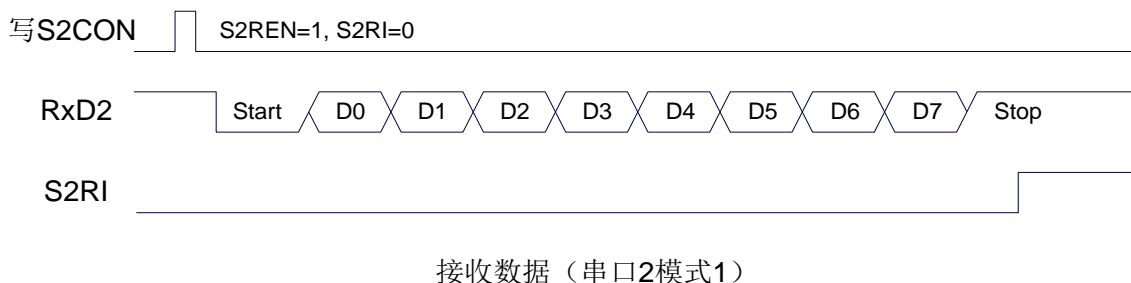 写S2CON S2REN=1, S2RI=0
RxD2 Start D0 D1 D2 D3 D4 D5 D6 D7 Stop
S2RI
接收数据（串口2模式1）